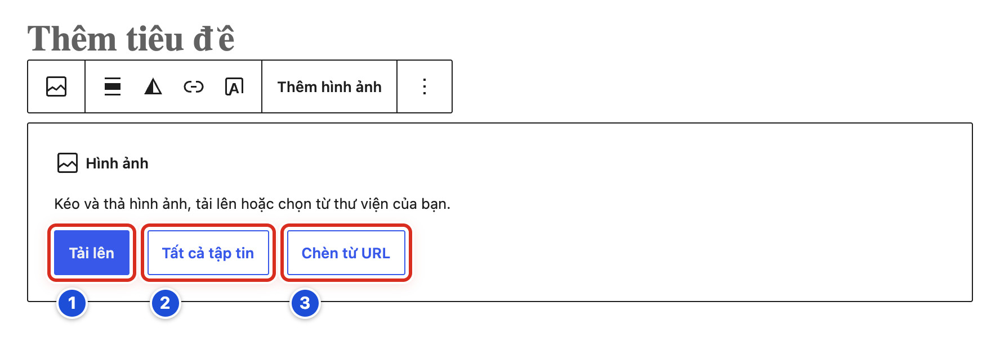 Thêm tiêu đề
Thêm hình ảnh
Hình ảnh
Kéo và thả hình ảnh, tải lên hoặc chọn từ thư viện của bạn.
Tải lên Tất cả tập tin Chèn từ URL
1 2 3